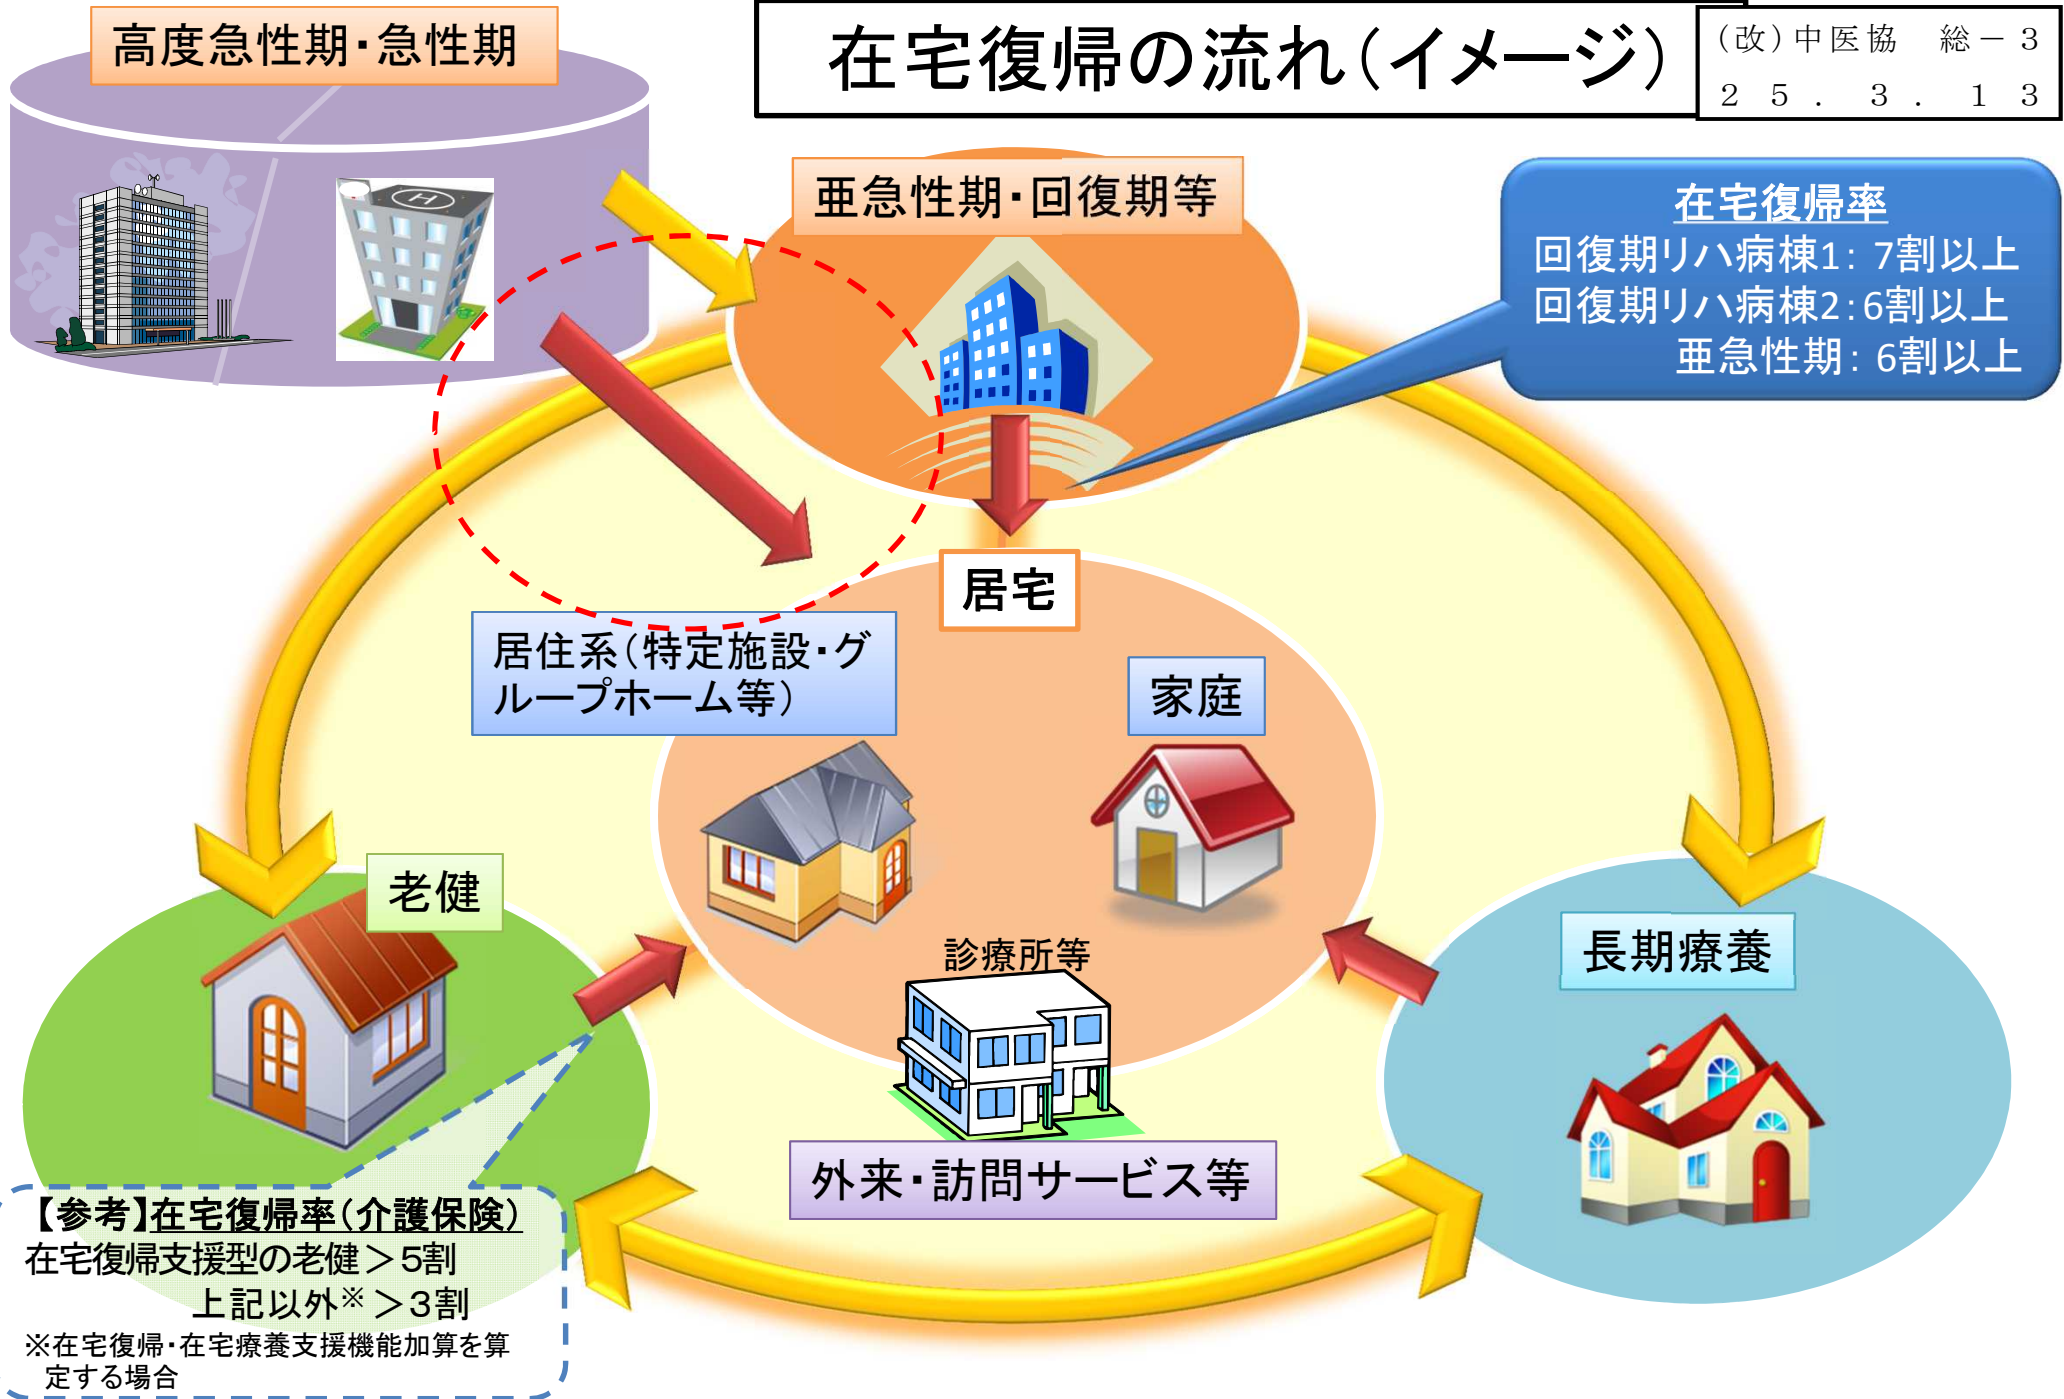 在宅復帰の流れ(イメージ)
(改)中医協 総-3
25.3.13
高度急性期・急性期
亜急性期・回復期等
在宅復帰率
回復期リハ病棟1: 7割以上
回復期リハ病棟2:6割以上
亜急性期: 6割以上
居宅
居住系(特定施設・グ
ループホーム等)
家庭
老健
診療所等
長期療養
外来・訪問サービス等
【参考】在宅復帰率(介護保険)
在宅復帰支援型の老健>5割
上記以外※>3割
※在宅復帰・在宅療養支援機能加算を算
定する場合
H